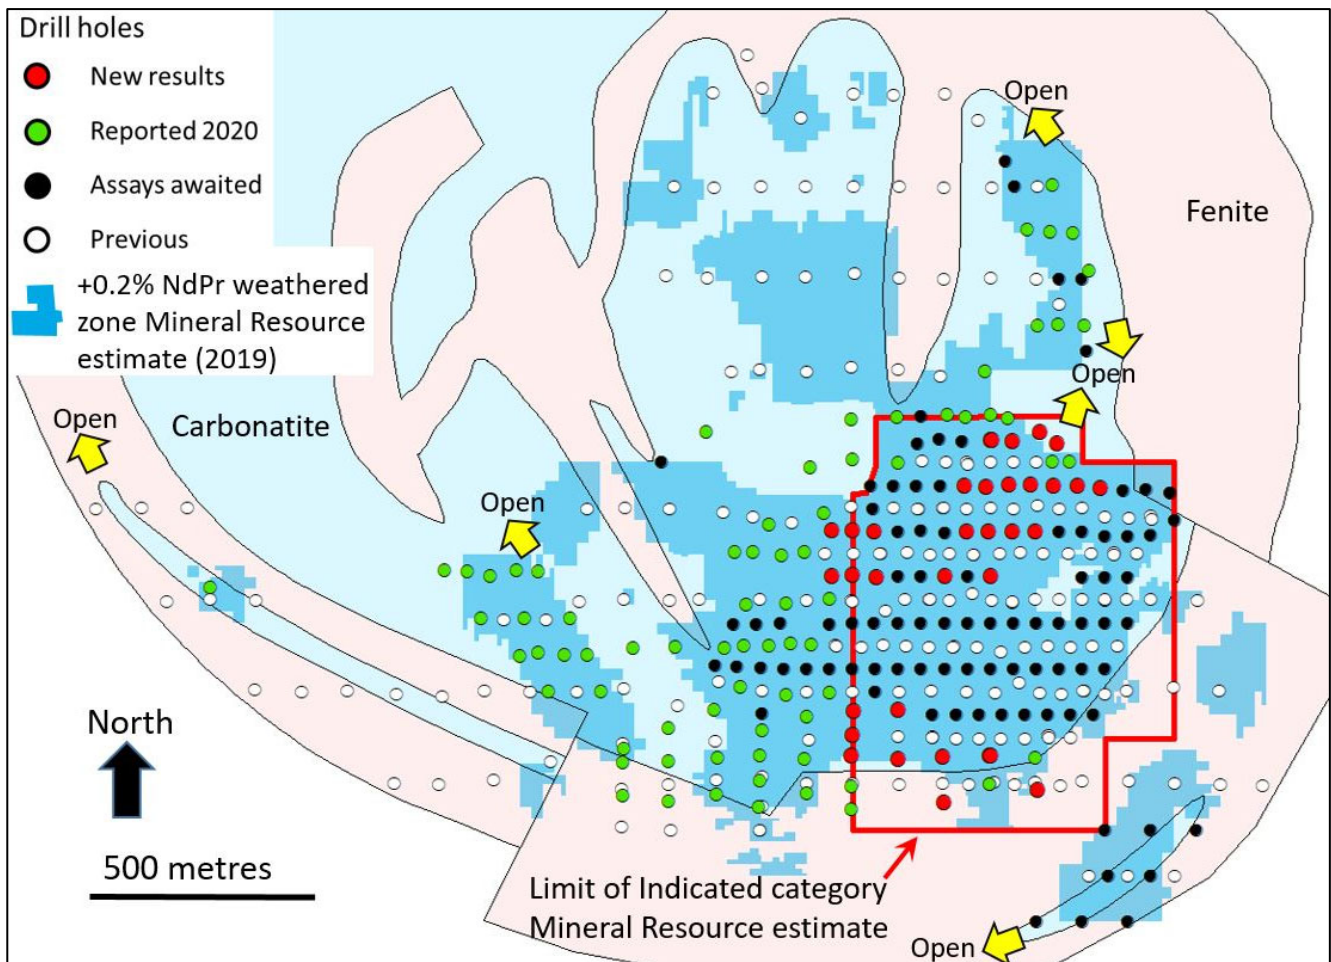 Drill holes
New results
Reported 2020
Assays awaited
Previous
+0.2% NdPr weathered
zone Mineral Resource
estimate (2019)
Open
Fenite
Open
Open
Carbonatite
Open
North
500 metres
Limit of Indicated category
Mineral Resource estimate
Open